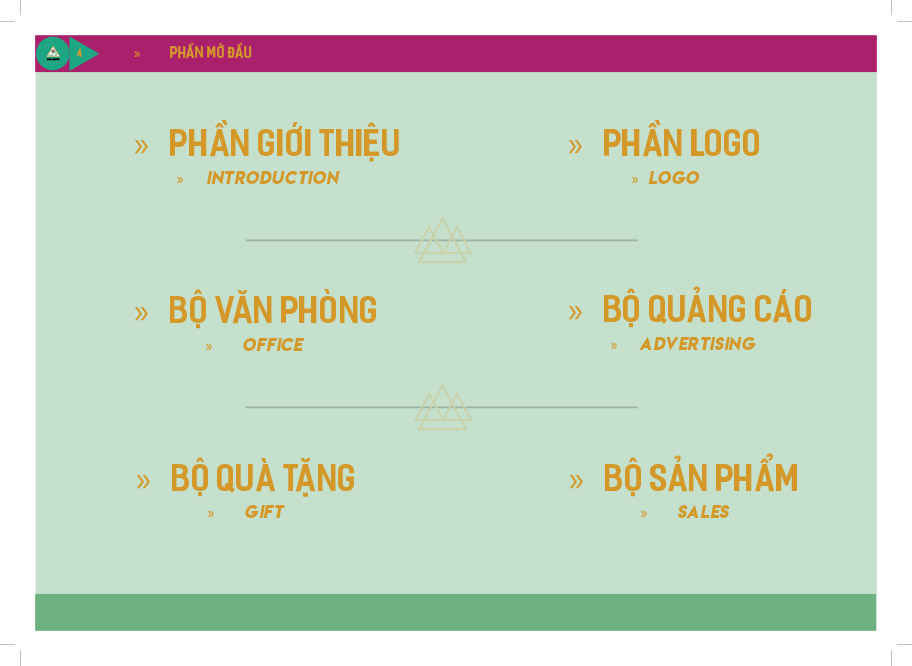 4 » PHẦN MỞ ĐẦU
» PHẦN GIỚI THIỆU
» INTRODUCTION
» PHẦN LOGO
» LOGO
» BỘ VĂN PHÒNG
» OFFICE
» BỘ QUẢNG CÁO
» ADVERTISING
» BỘ QUÀ TẶNG
» GIFT
» BỘ SẢN PHẨM
» SALES